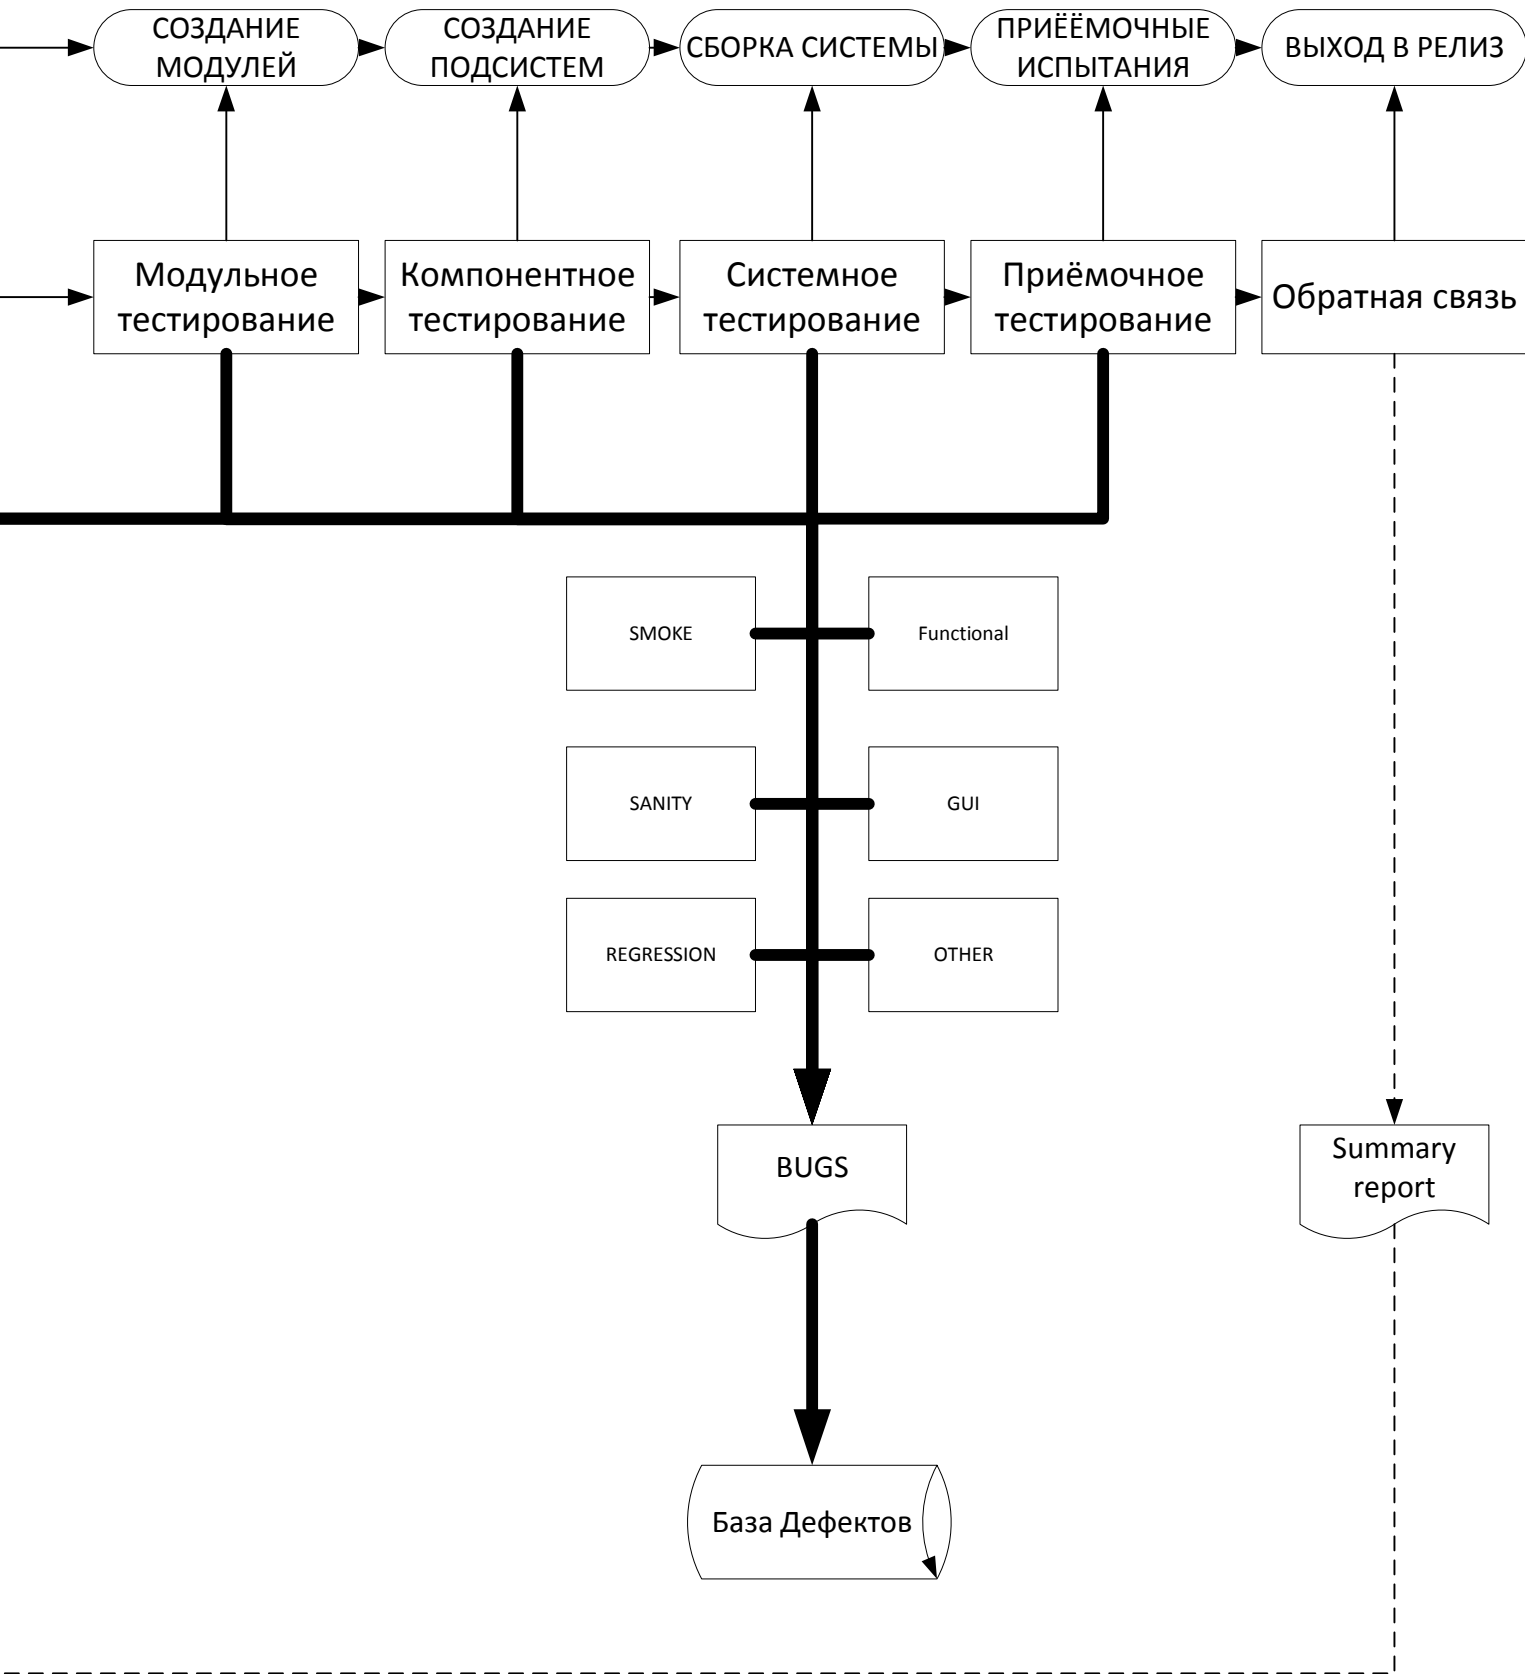 СОЗДАНИЕ
МОДУЛЕЙ
СОЗДАНИЕ
ПОДСИСТЕМ
СБОРКА СИСТЕМЫ
ПРИЁЁМОЧНЫЕ
ИСПЫТАНИЯ
ВЫХОД В РЕЛИЗ
Модульное
тестирование
Компонентное
тестирование
Системное
тестирование
Приёмочное
тестирование
Обратная связь
SMOKE
Functional
SANITY
GUI
REGRESSION
OTHER
BUGS
Summary
report
База Дефектов